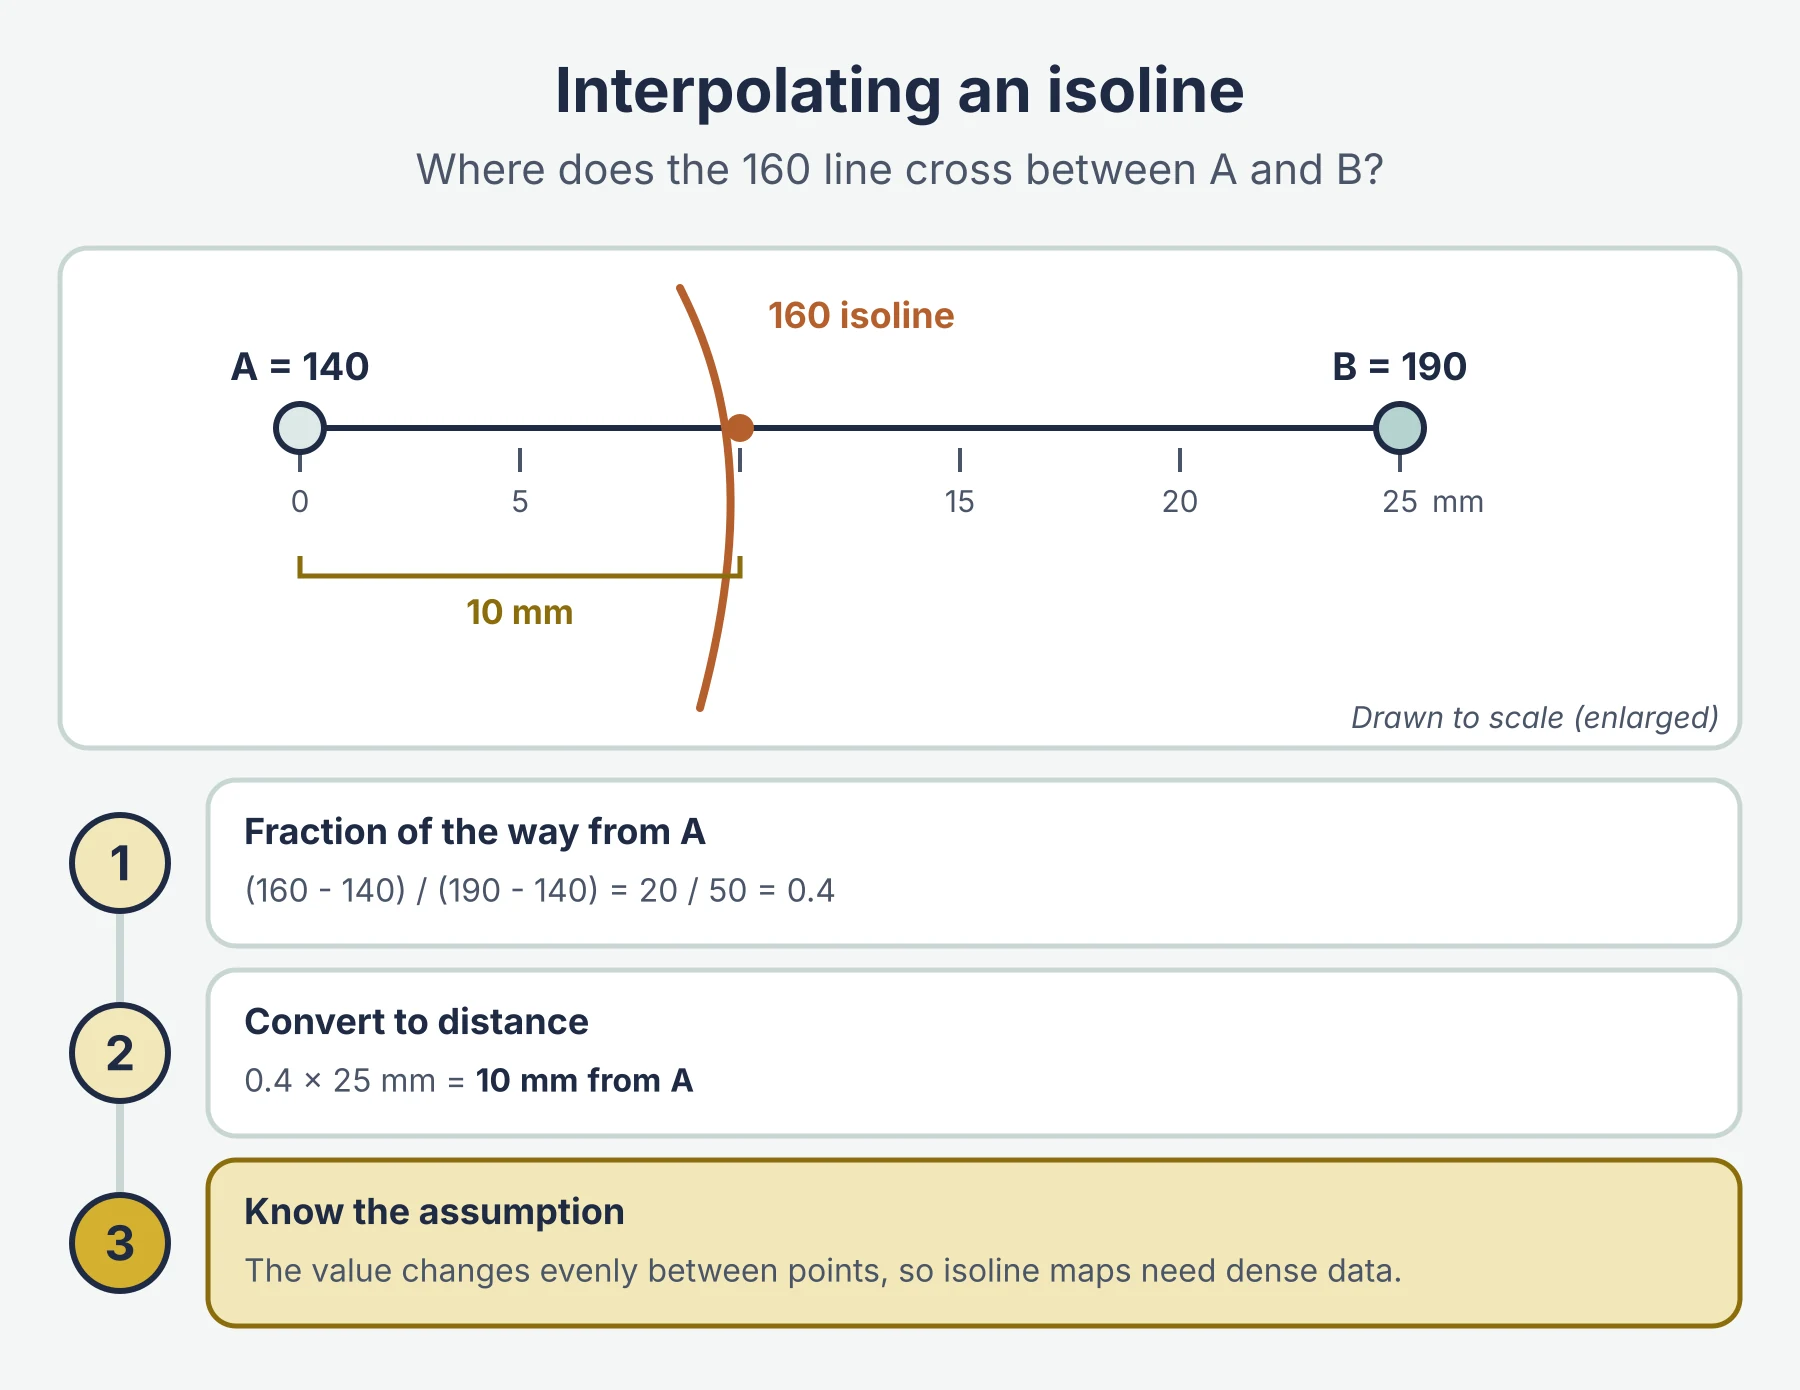 Interpolating an isoline
Where does the 160 line cross between A and B?
160 isoline
A = 140
B = 190
0 5 15 20 25 mm
10 mm
Drawn to scale (enlarged)
1
Fraction of the way from A
(160 - 140) / (190 - 140) = 20 / 50 = 0.4
2
Convert to distance
0.4 × 25 mm = 10 mm from A
3
Know the assumption
The value changes evenly between points, so isoline maps need dense data.